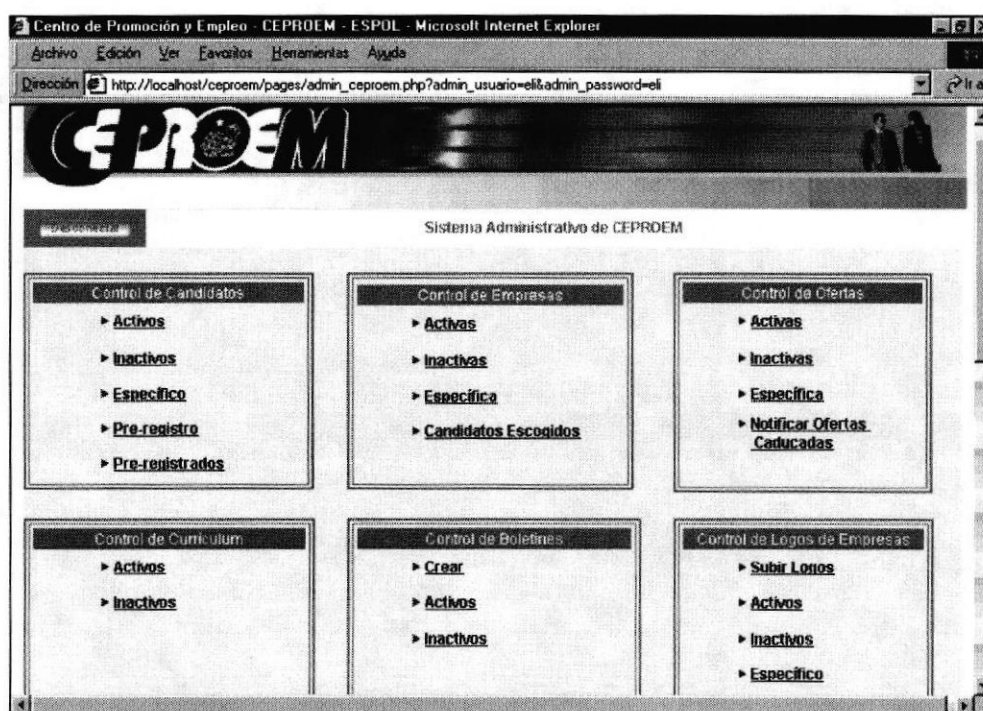 Centro de Promoción y Empleo - CEPROEM - ESPOL - Microsoft Internet Explorer
Archivo Edición Ver Favoritos Herramientas Ayuda
Dirección http://localhost/ceproem/pages/admin_ceproem.php?admin_usuario=eli&admin_password=eli Ir a
CEPROEM
Desconectar Sistema Administrativo de CEPROEM
Control de Candidatos
Activos
Inactivos
Específico
Pre-registro
Pre-registrados
Control de Empresas
Activas
Inactivas
Específica
Candidatos Escogidos
Control de Ofertas
Activas
Inactivas
Específica
Notificar Ofertas
Caducadas
Control de Curriculum
Activos
Inactivos
Control de Boletines
Crear
Activos
Inactivos
Control de Logos de Empresas
Subir Logos
Activos
Inactivos
Específico